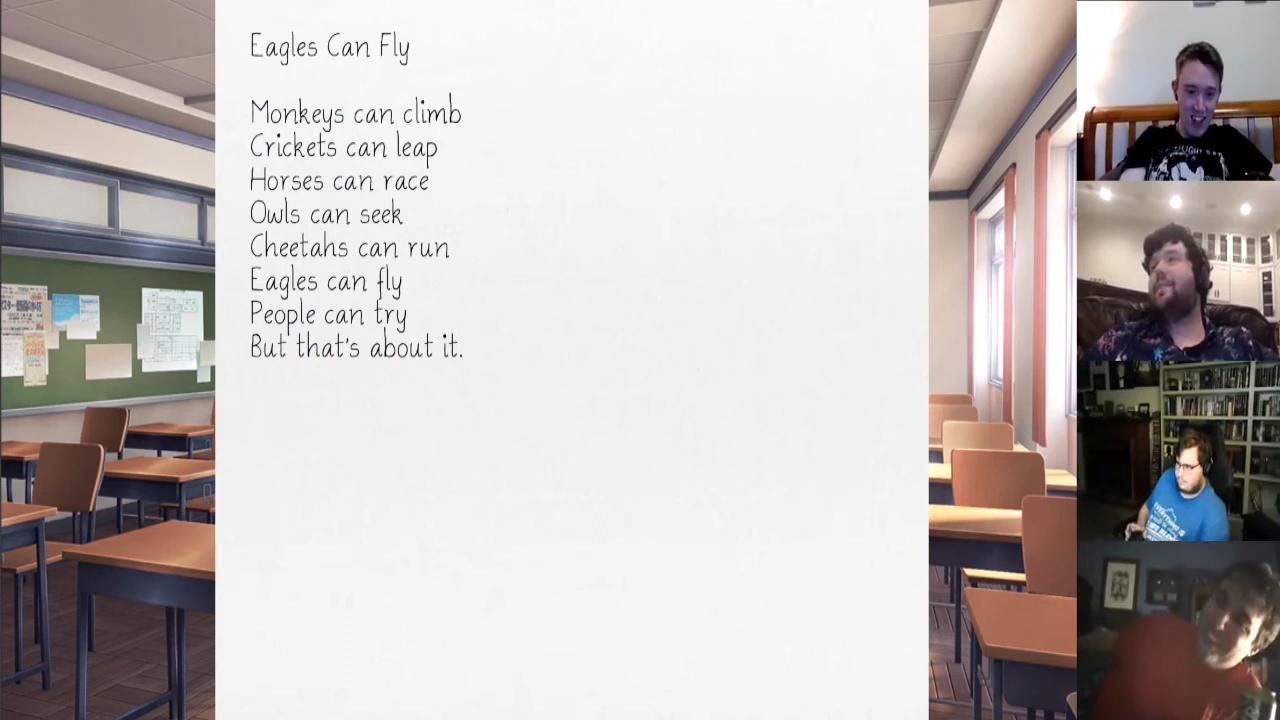 Eagles Can Fly
Monkeys can climb
Crickets can leap
Horses can race
Owls can seek
Cheetahs can run
Eagles can fly
People can try
But that's about it.